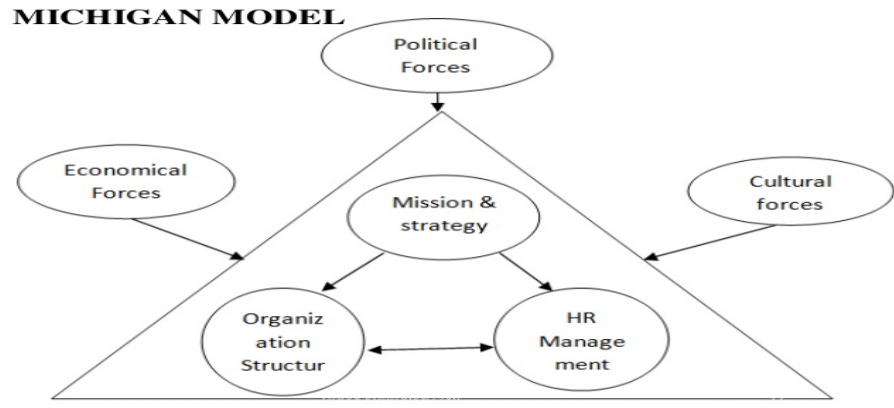 MICHIGAN MODEL
Political
Forces
Economical
Forces
Cultural
forces
Mission &
strategy
Organiz
ation
Structur
HR
Manage
ment